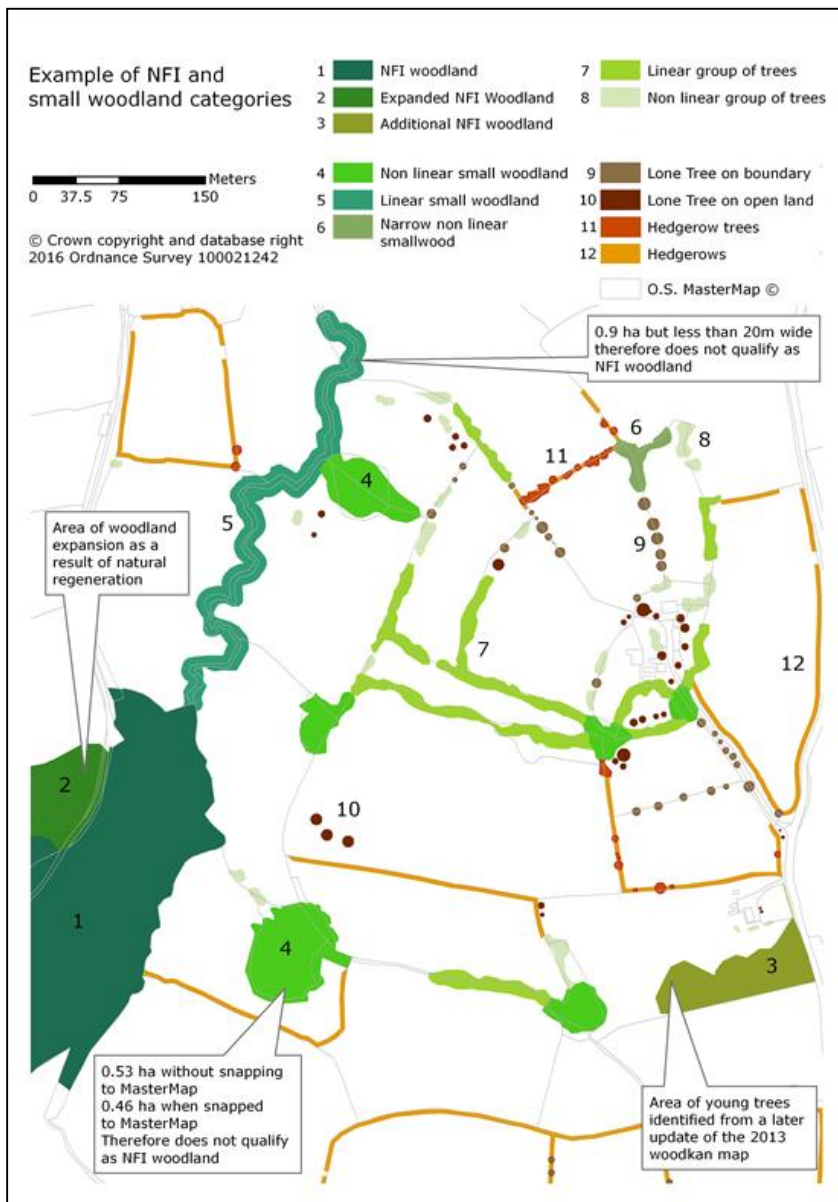 Example of NFI and
small woodland categories
Meters
0 37.5 75 150
© Crown copyright and database right
2016 Ordnance Survey 100021242
1 NFI woodland
2 Expanded NFI Woodland
3 Additional NFI woodland
4 Non linear small woodland
5 Linear small woodland
6 Narrow non linear
smallwood
7 Linear group of trees
8 Non linear group of trees
9 Lone Tree on boundary
10 Lone Tree on open land
11 Hedgerow trees
12 Hedgerows
O.S. MasterMap ©
0.9 ha but less than 20m wide
therefore does not qualify as
NFI woodland
6
8
11
4
5
9
Area of woodland
expansion as a
result of natural
regeneration
7
12
2
10
1
4
3
0.53 ha without snapping
to MasterMap
0.46 ha when snapped
to MasterMap
Therefore does not qualify
as NFI woodland
Area of young trees
identified from a later
update of the 2013
woodkan map